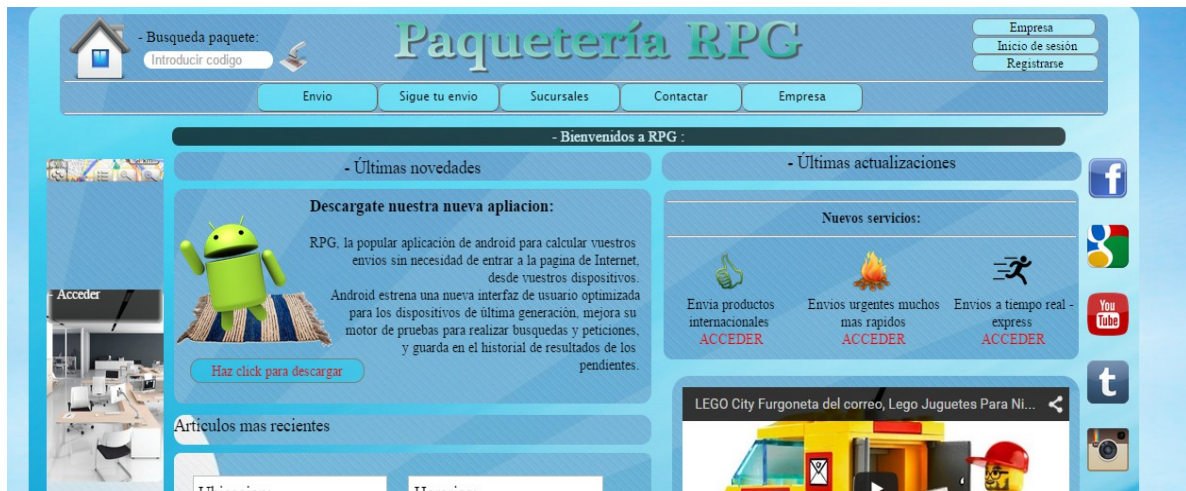 - Busqueda paquete:
Introducir codigo
Paquetería RPG
Empresa
Inicio de sesión
Registrarse
Envio
Sigue tu envio
Sucursales
Contactar
Empresa
- Bienvenidos a RPG :
- Últimas novedades
Descargate nuestra nueva apliacion:
RPG, la popular aplicación de android para calcular vuestros
envios sin necesidad de entrar a la pagina de Internet,
desde vuestros dispositivos.
Android estrena una nueva interfaz de usuario optimizada
para los dispositivos de última generación, mejora su
motor de pruebas para realizar busquedas y peticiones,
y guarda en el historial de resultados de los
pendientes.
Haz click para descargar
Articulos mas recientes
- Últimas actualizaciones
Nuevos servicios:
Envia productos
internacionales
ACCEDER
Envios urgentes muchos
mas rapidos
ACCEDER
Envios a tiempo real -
express
ACCEDER
LEGO City Furgoneta del correo, Lego Juguetes Para Ni...
- Acceder
f
8
You
Tube
t